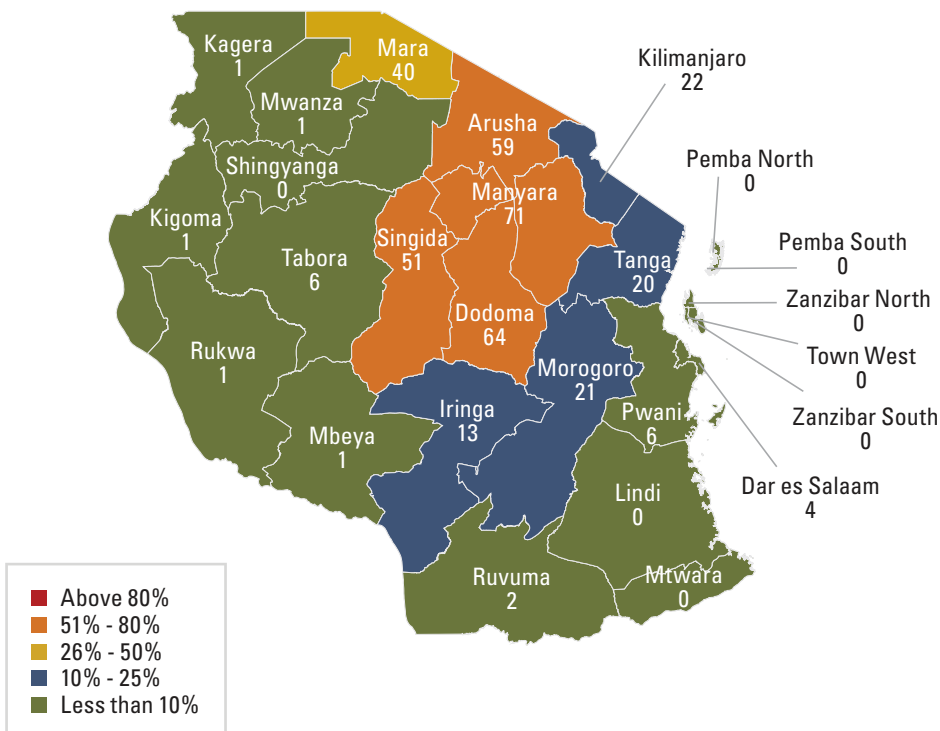 Kagera
1
Mara
40
Kilimanjaro
22
Mwanza
1
Arusha
59
Pemba North
0
Shingyanga
0
Manyara
71
Kigoma
1
Singida
51
Pemba South
0
Tabora
6
Tanga
20
Zanzibar North
0
Dodoma
64
Town West
0
Rukwa
1
Morogoro
21
Zanzibar South
0
Iringa
13
Pwani
6
Mbeya
1
Dar es Salaam
4
Lindi
0
Ruvuma
2
Mtwara
0
Above 80%
51% - 80%
26% - 50%
10% - 25%
Less than 10%